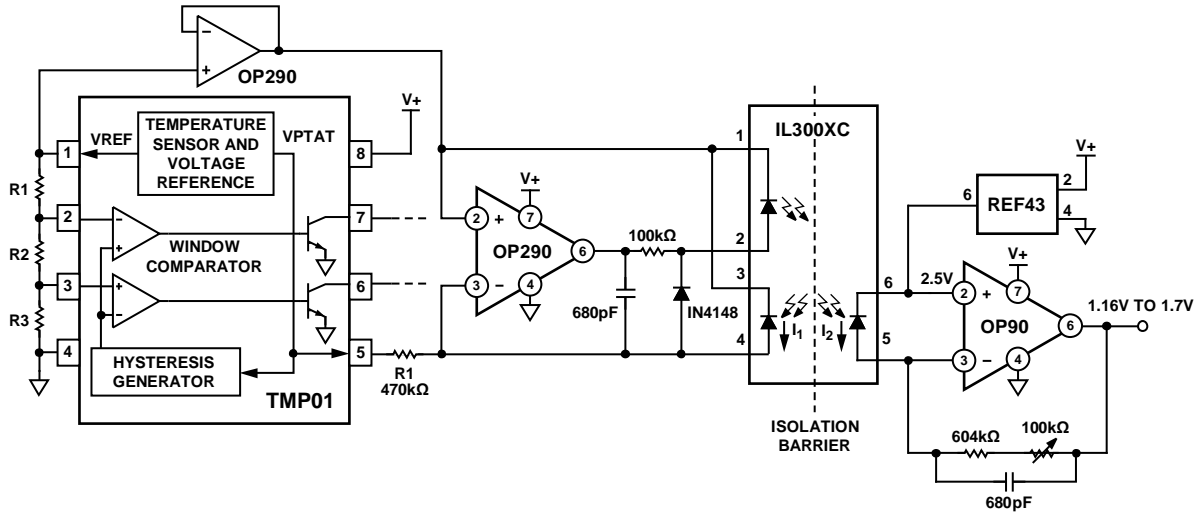 OP290
−
+
TMP01
TEMPERATURE
SENSOR AND
VOLTAGE
REFERENCE
VREF
VPTAT
1
2
3
4
8
7
6
5
V+
R1
R2
R3
−
+
+
−
WINDOW
COMPARATOR
HYSTERESIS
GENERATOR
R1
470kΩ
V+
2
+
7
OP290
6
3
−
4
100kΩ
680pF
IN4148
IL300XC
1
2
3
4
I1
I2
6
5
ISOLATION
BARRIER
REF43
6
2
4
V+
V+
2.5V
2
+
7
OP90
6
3
−
4
1.16V TO 1.7V
604kΩ
100kΩ
680pF